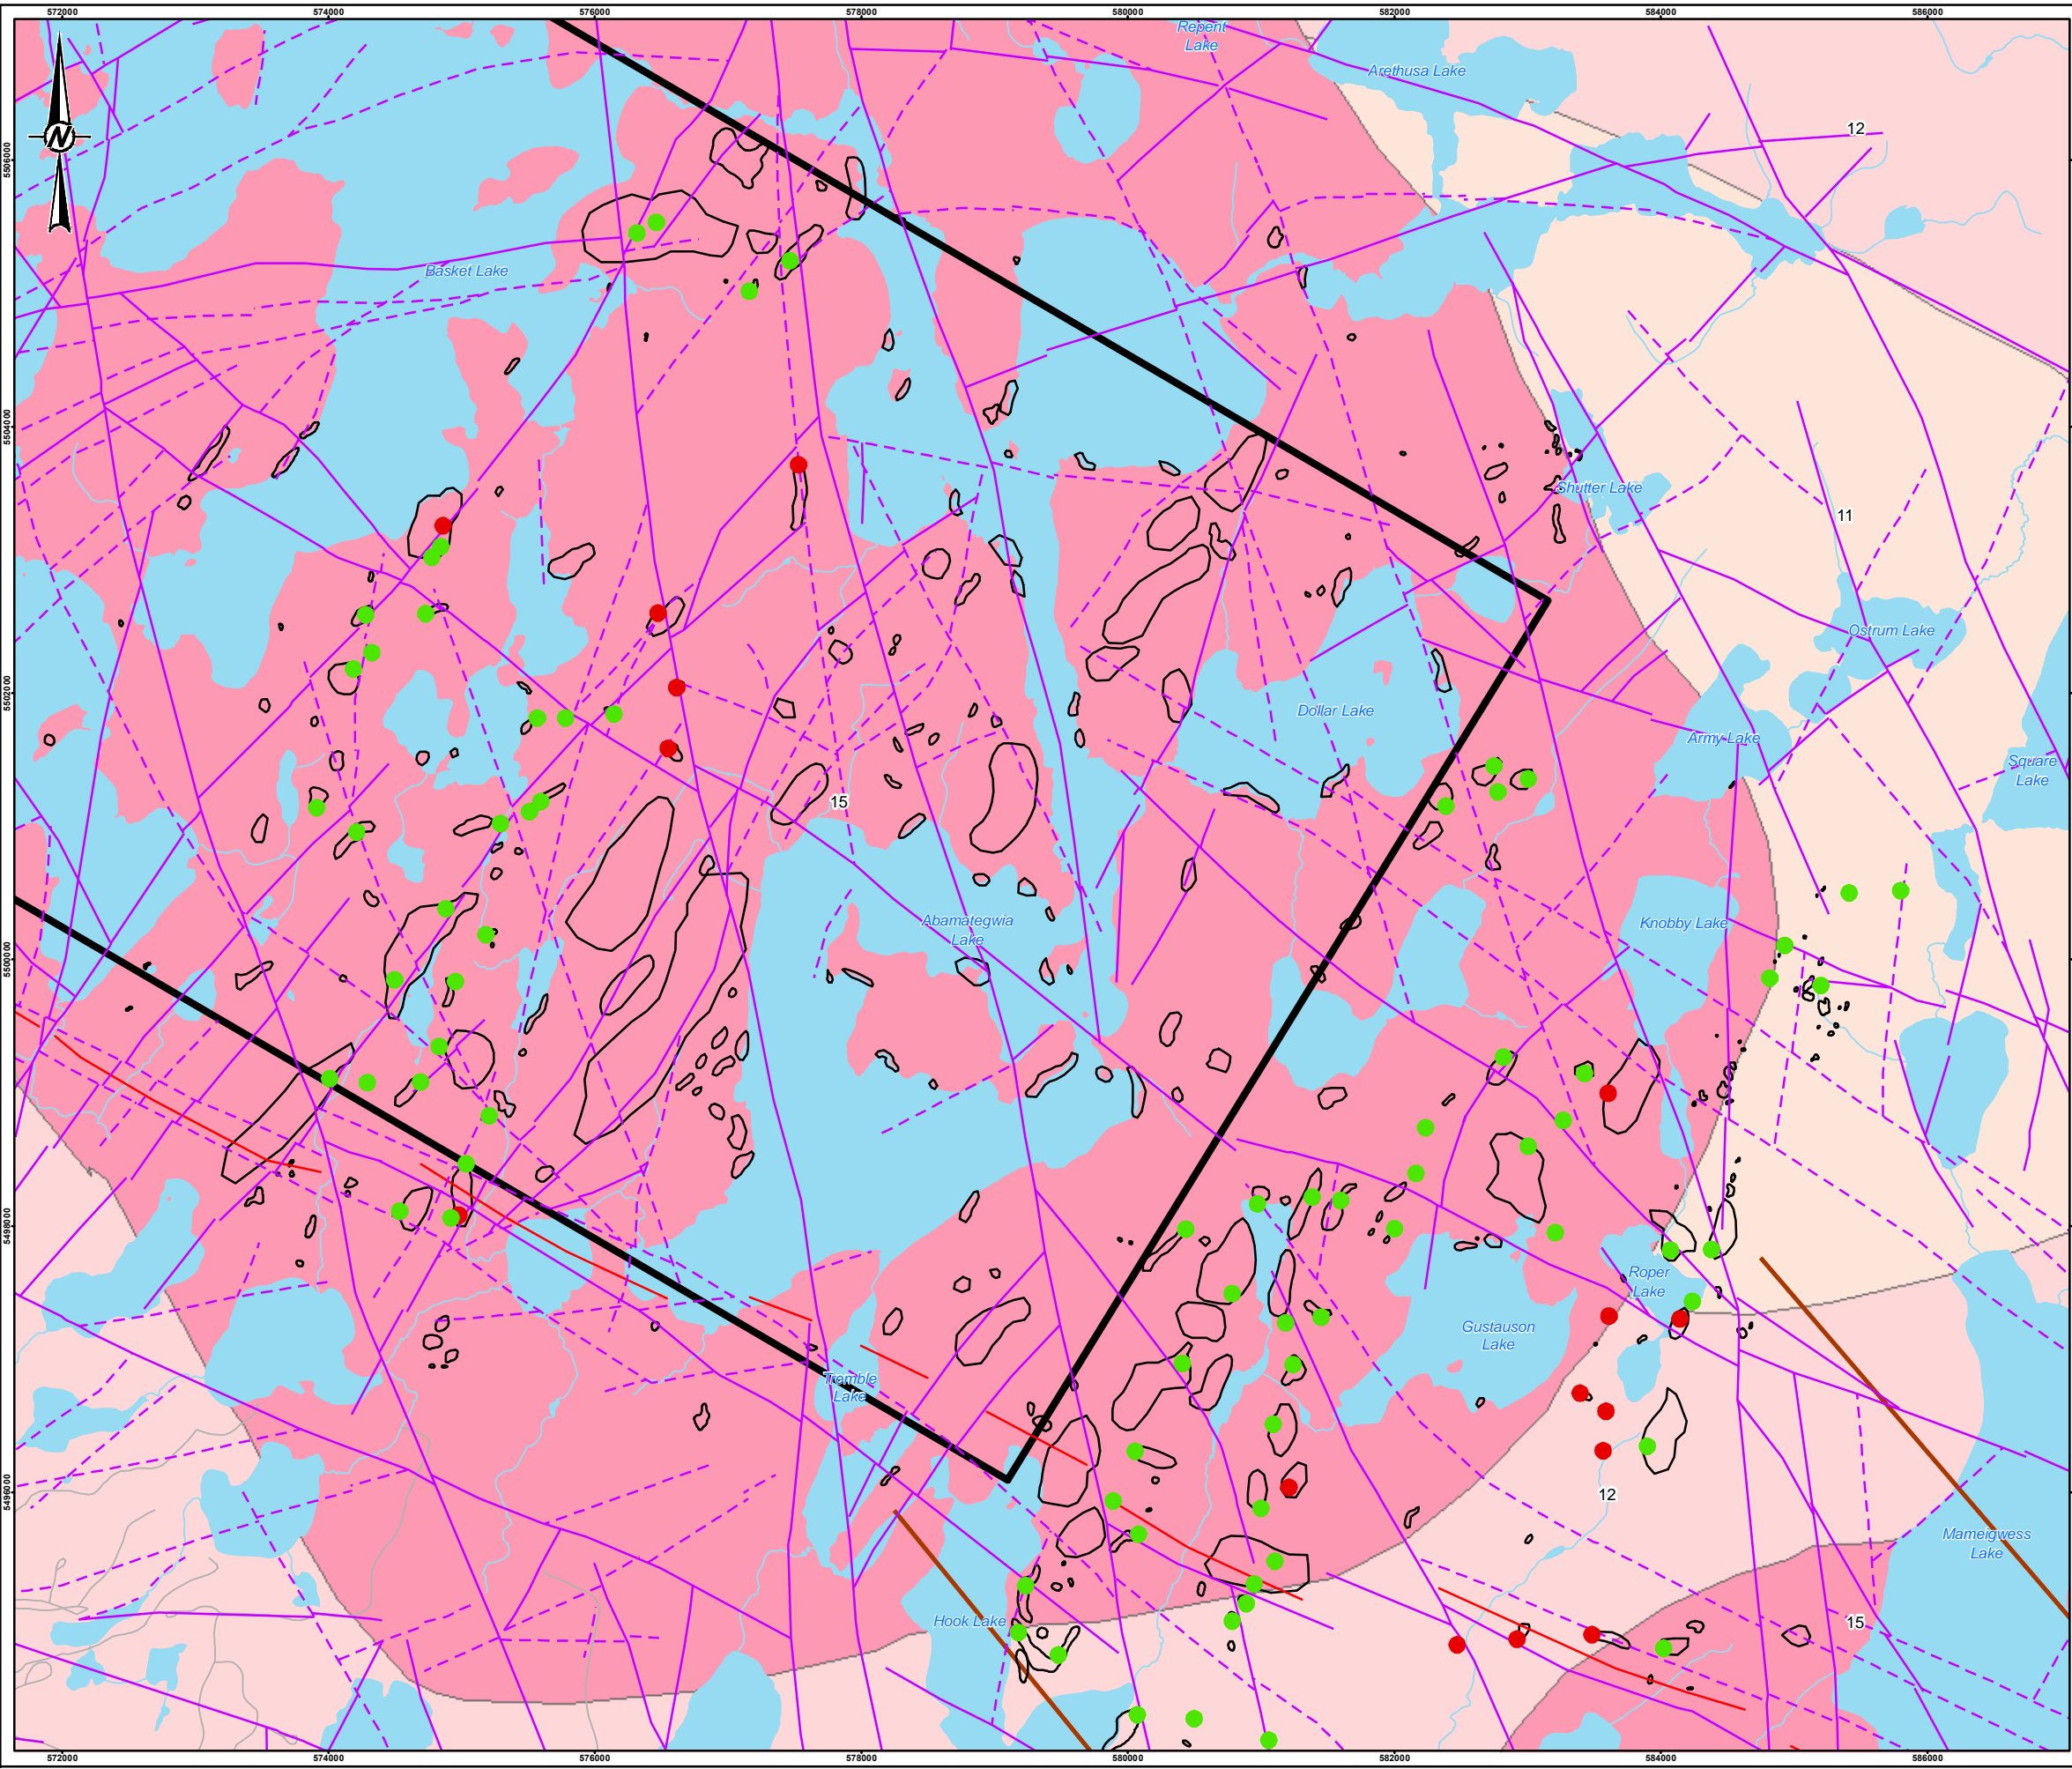 572000
574000
576000
578000
580000
582000
584000
586000
Repent
Lake
Arethusa Lake
12
N
5506000
Basket Lake
5504000
Shutter Lake
11
Ostrum Lake
5502000
Dollar Lake
Army Lake
Square
Lake
15
Abamategwia
Lake
Knobby Lake
5500000
5498000
Roper
Lake
Gustauson
Lake
Tremble
Lake
5496000
12
Mameigwess
Lake
Hook Lake
15
572000
574000
576000
578000
580000
582000
584000
586000